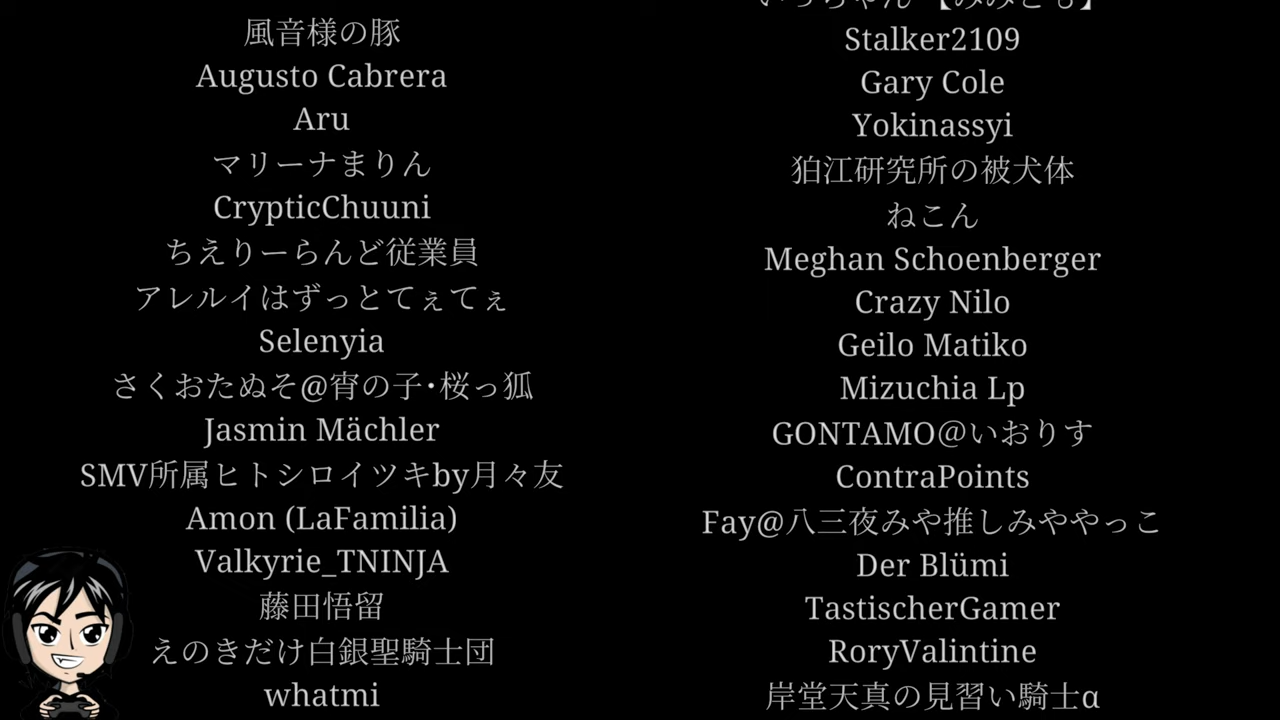 風音様の豚
Augusto Cabrera
Aru
マリーナまりん
CrypticChuuni
ちえりーらんど従業員
アレルイはずっとてぇてぇ
Selenyia
さくおたぬそ@宵の子･桜っ狐
Jasmin Mächler
SMV所属ヒトシロイツキby月々友
Amon (LaFamilia)
Valkyrie_TNINJA
藤田悟留
えのきだけ白銀聖騎士団
whatmi
Stalker2109
Gary Cole
Yokinassyi
狛江研究所の被犬体
ねこん
Meghan Schoenberger
Crazy Nilo
Geilo Matiko
Mizuchia Lp
GONTAMO＠いおりす
ContraPoints
Fay@八三夜みや推しみややっこ
Der Blümi
TastischerGamer
RoryValintine
岸堂天真の見習い騎士α